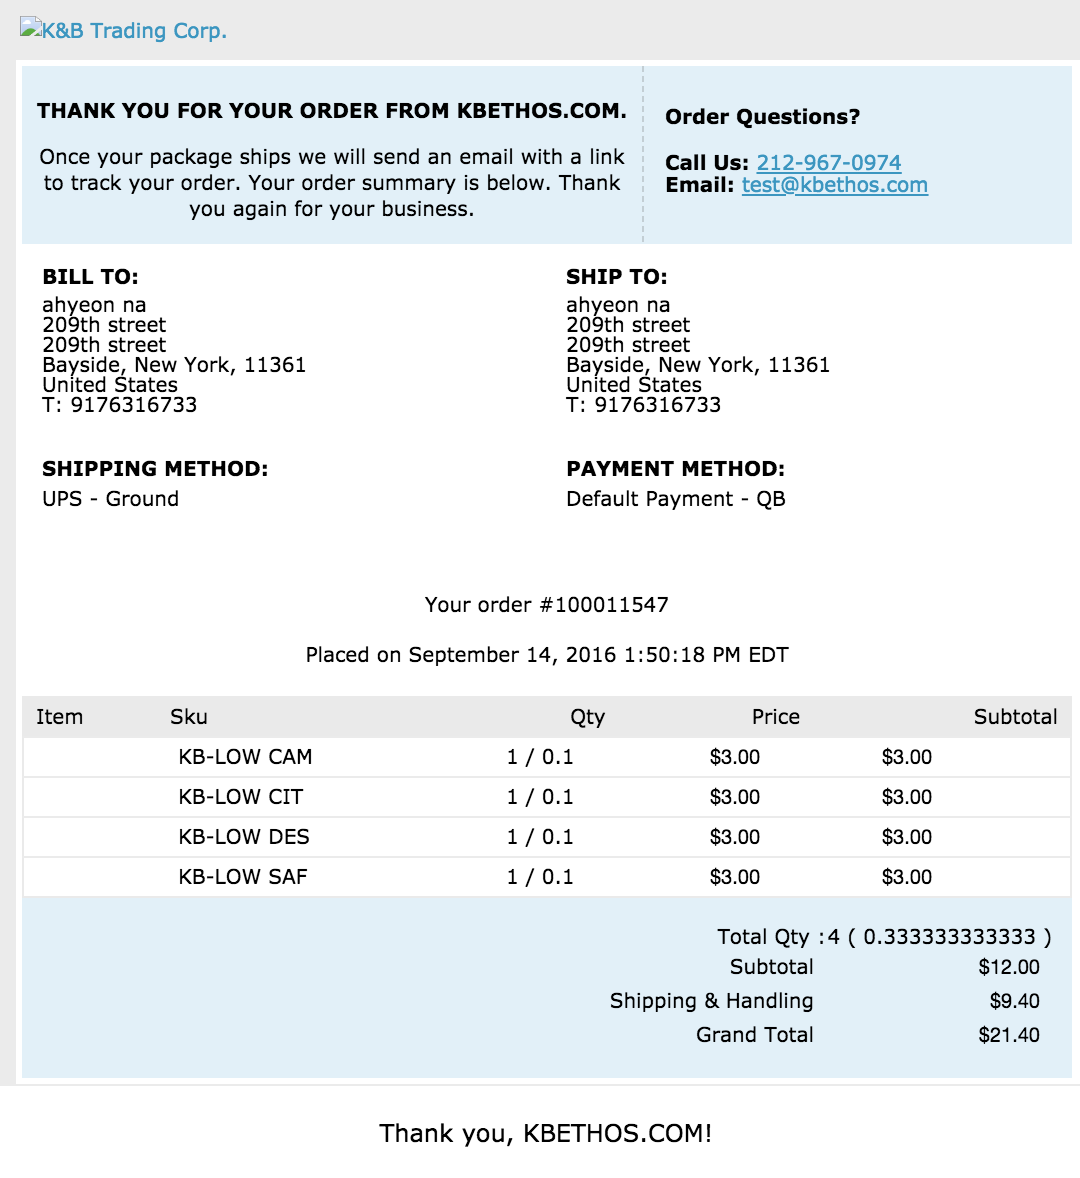 K&B Trading Corp.
THANK YOU FOR YOUR ORDER FROM KBETHOS.COM.
Once your package ships we will send an email with a link
to track your order. Your order summary is below. Thank
you again for your business.
Order Questions?
Call Us: 212-967-0974
Email: test@kbethos.com
BILL TO:
ahyeon na
209th street
209th street
Bayside, New York, 11361
United States
T: 9176316733
SHIP TO:
ahyeon na
209th street
209th street
Bayside, New York, 11361
United States
T: 9176316733
SHIPPING METHOD:
UPS - Ground
PAYMENT METHOD:
Default Payment - QB
Your order #100011547
Placed on September 14, 2016 1:50:18 PM EDT
Item Sku Qty Price Subtotal
KB-LOW CAM 1 / 0.1 $3.00 $3.00
KB-LOW CIT 1 / 0.1 $3.00 $3.00
KB-LOW DES 1 / 0.1 $3.00 $3.00
KB-LOW SAF 1 / 0.1 $3.00 $3.00
Total Qty :4 ( 0.333333333333 )
Subtotal $12.00
Shipping & Handling $9.40
Grand Total $21.40
Thank you, KBETHOS.COM!